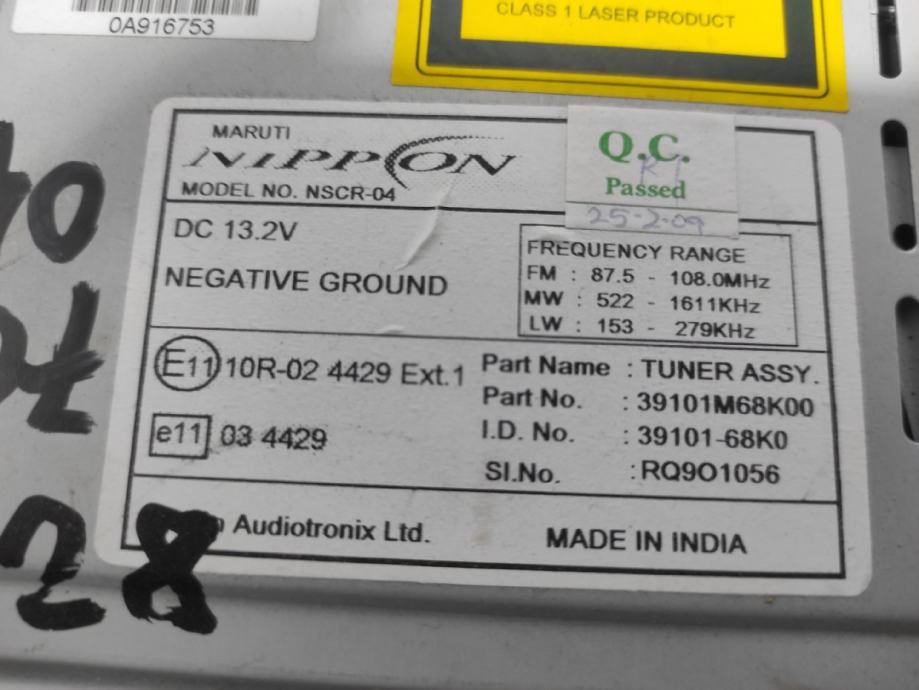 0A916753
CLASS 1 LASER PRODUCT
MARUTI
NIPPON
MODEL NO. NSCR-04
Q.C.
Passed
25-2-09
DC 13.2V
NEGATIVE GROUND
FREQUENCY RANGE
FM : 87.5 - 108.0MHz
MW : 522 - 1611KHz
LW : 153 - 279KHz
E11 10R-02 4429 Ext.1
e11 03 4429
Part Name : TUNER ASSY.
Part No. : 39101M68K00
I.D. No. : 39101-68K0
SI.No. :RQ9O1056
Audiotronix Ltd.
MADE IN INDIA
28